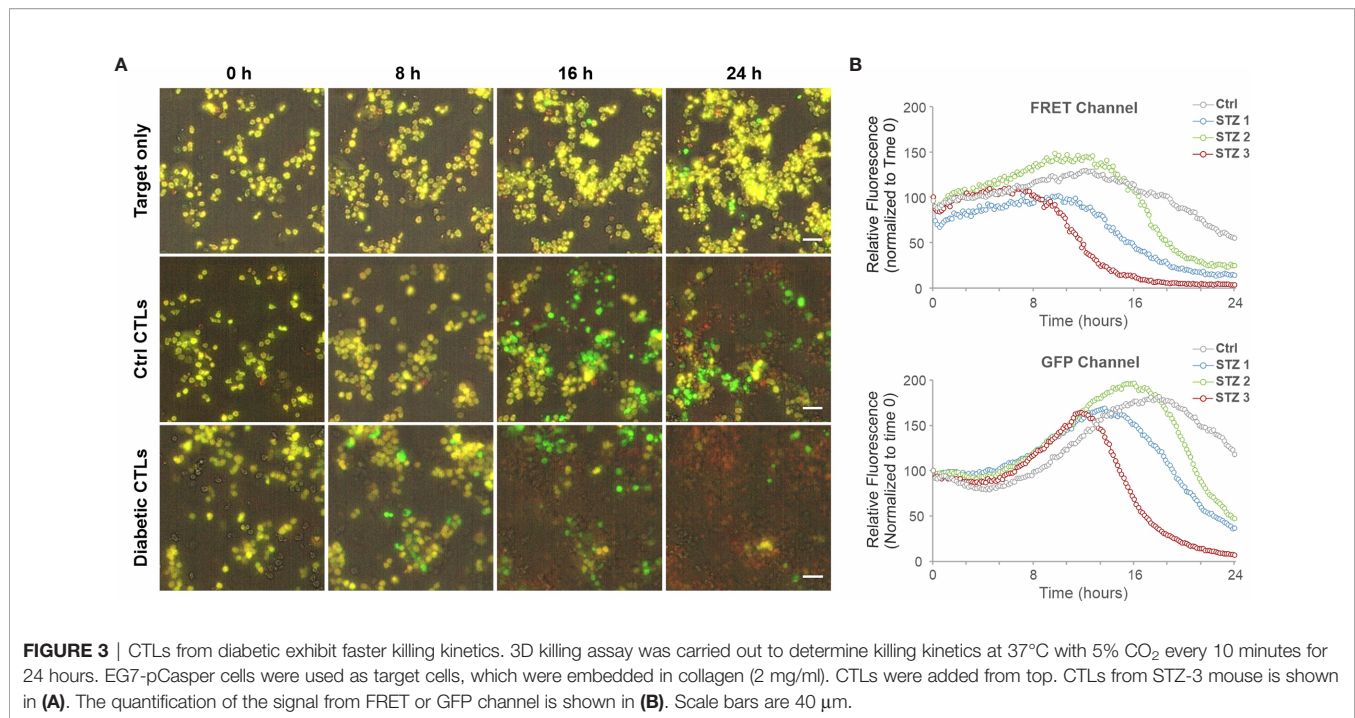 A
0 h
8 h
16 h
24 h
Target only
Ctrl CTLs
Diabetic CTLs
B
FRET Channel
Ctrl
STZ 1
STZ 2
STZ 3
Relative Fluorescence
(normalized to Tme 0)
200
150
100
50
0
0
8
16
24
Time (hours)
GFP Channel
Ctrl
STZ 1
STZ 2
STZ 3
Relative Fluorescence
(Normalized to time 0)
200
150
100
50
0
0
8
16
24
Time (hours)
FIGURE 3 | CTLs from diabetic exhibit faster killing kinetics. 3D killing assay was carried out to determine killing kinetics at 37°C with 5% CO₂ every 10 minutes for
24 hours. EG7-pCasper cells were used as target cells, which were embedded in collagen (2 mg/ml). CTLs were added from top. CTLs from STZ-3 mouse is shown
in (A). The quantification of the signal from FRET or GFP channel is shown in (B). Scale bars are 40 μm.